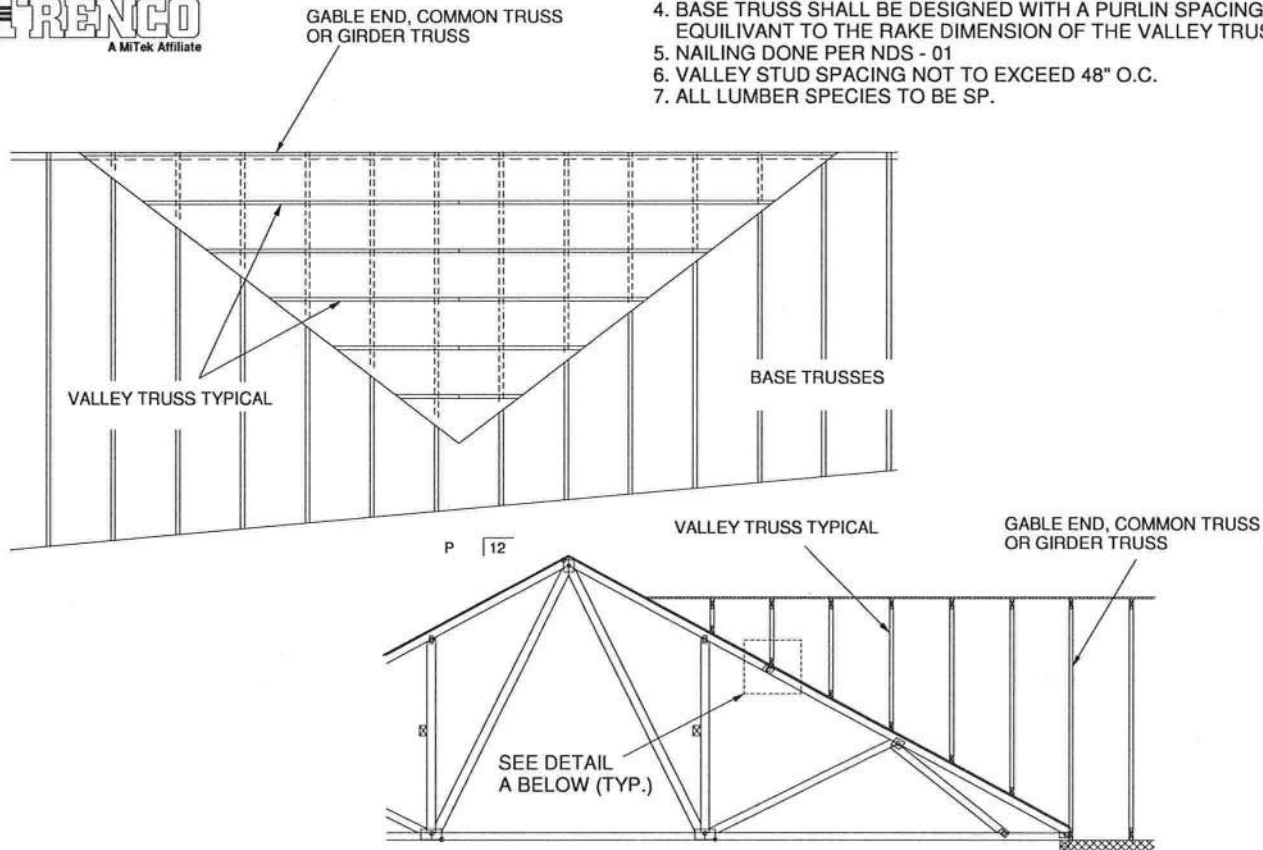 TRENCO
A MiTek Affiliate
GABLE END, COMMON TRUSS
OR GIRDER TRUSS
4. BASE TRUSS SHALL BE DESIGNED WITH A PURLIN SPACING
EQUILIVANT TO THE RAKE DIMENSION OF THE VALLEY
5. NAILING DONE PER NDS - 01
6. VALLEY STUD SPACING NOT TO EXCEED 48" O.C.
7. ALL LUMBER SPECIES TO BE SP.
VALLEY TRUSS TYPICAL
BASE TRUSSES
P 12
VALLEY TRUSS TYPICAL
GABLE END, COMMON TRUSS
OR GIRDER TRUSS
SEE DETAIL
A BELOW (TYP.)